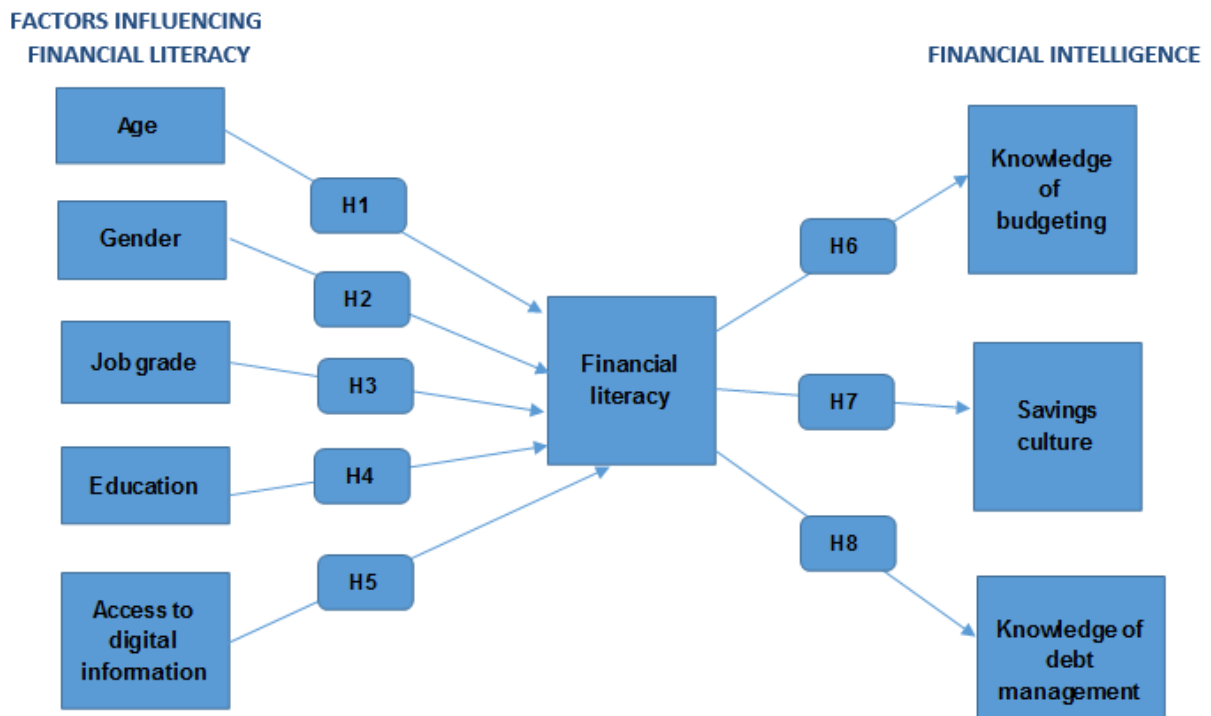 FACTORS INFLUENCING
FINANCIAL LITERACY
FINANCIAL INTELLIGENCE
Age
Gender
Job grade
Education
Access to
digital
information
H1
H2
H3
H4
H5
Financial
literacy
H6
H7
H8
Knowledge
of
budgeting
Savings
culture
Knowledge of
debt
management